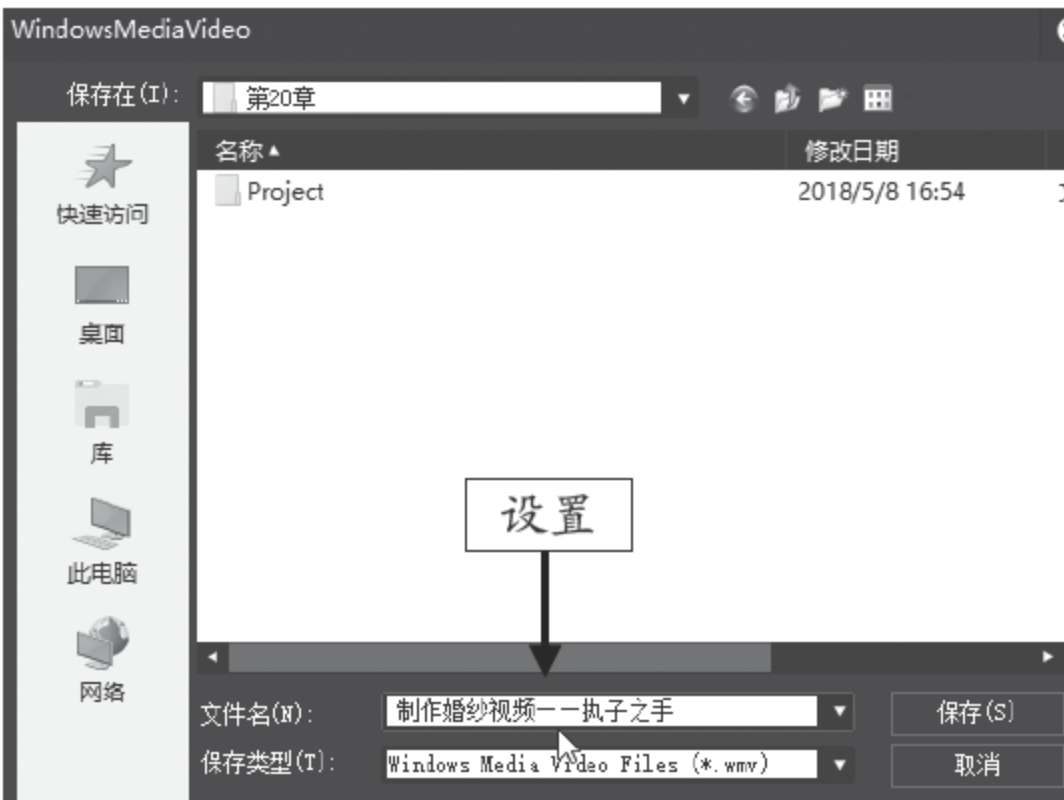 WindowsMediaVideo
保存在(I):
第20章
名称
修改日期
Project
2018/5/8 16:54
快速访问
桌面
库
此电脑
网络
设置
文件名(N):
制作婚纱视频——执子之手
保存(S)
保存类型(T):
Windows Media Video Files (*.wmv)
取消